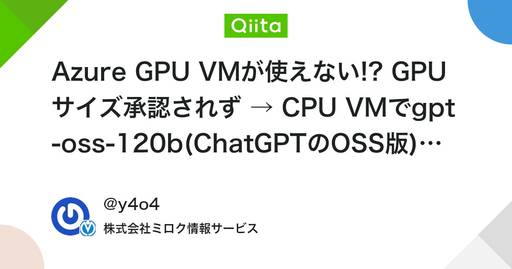 Qiita
Azure GPU VMが使えない!? GPU
サイズ承認されず → CPU VMでgpt
-oss-120b(ChatGPTのOSS版)…
@y4o4
株式会社ミロク情報サービス